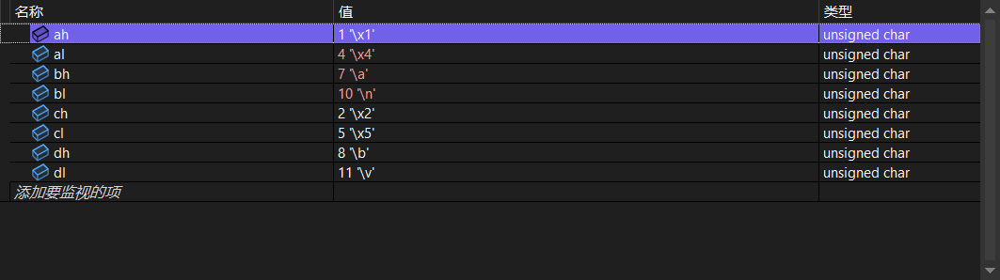 名称 值 类型
ah 1 '\x1' unsigned char
al 4 '\x4' unsigned char
bh 7 '\a' unsigned char
bl 10 '\n' unsigned char
ch 2 '\x2' unsigned char
cl 5 '\x5' unsigned char
dh 8 '\b' unsigned char
dl 11 '\v' unsigned char
添加要监视的项